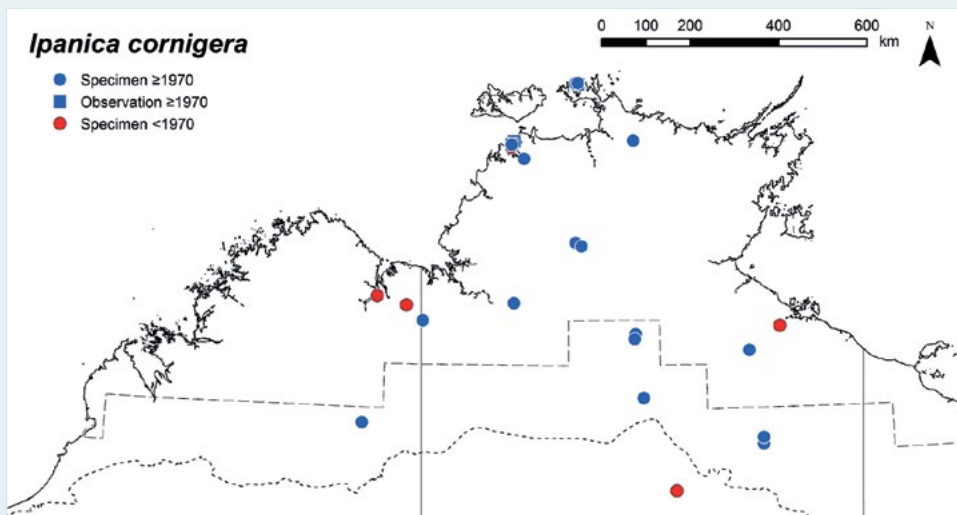 Ipanica cornigera
Specimen ≥1970
Observation ≥1970
Specimen <1970
0 100 200 400 600
km
N